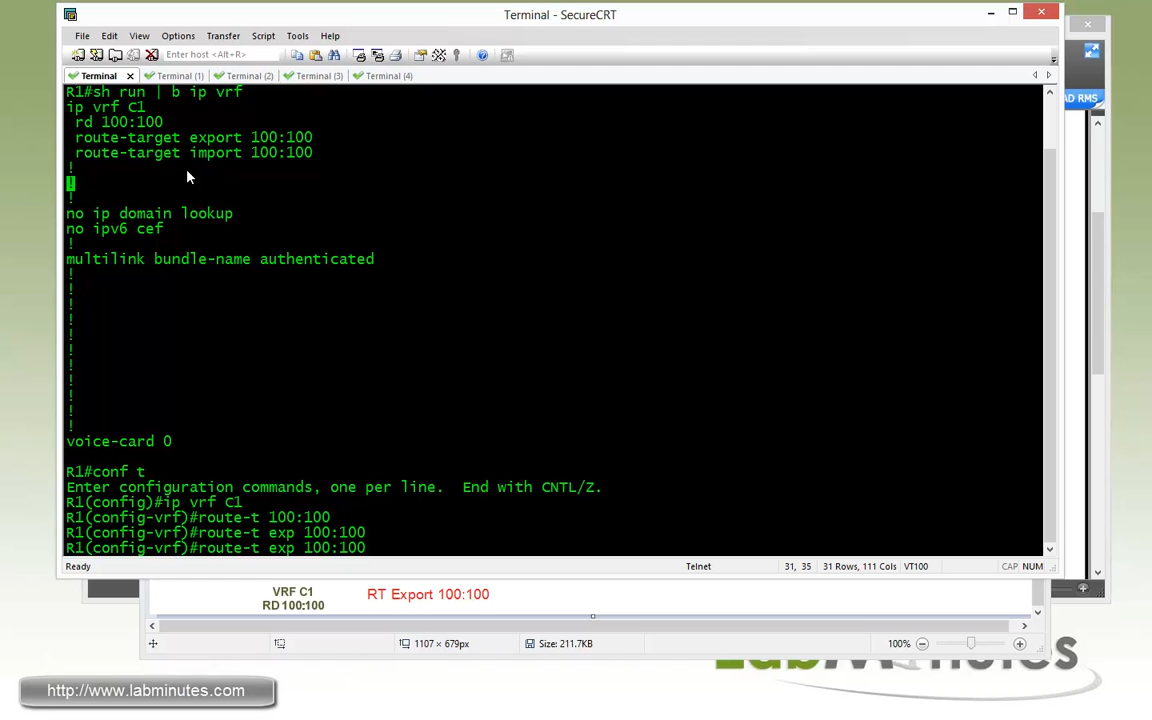 Terminal - SecureCRT
File Edit View Options Transfer Script Tools Help
Enter host <Alt+R>
Terminal Terminal (1) Terminal (2) Terminal (3) Terminal (4)
R1#sh run | b ip vrf
ip vrf C1
rd 100:100
route-target export 100:100
route-target import 100:100
!
!
!
no ip domain lookup
no ipv6 cef
!
multilink bundle-name authenticated
!
!
!
!
!
!
!
!
!
!
!
voice-card 0
R1#conf t
Enter configuration commands, one per line.  End with CNTL/Z.
R1(config)#ip vrf C1
R1(config-vrf)#route-t 100:100
R1(config-vrf)#route-t exp 100:100
R1(config-vrf)#route-t exp 100:100
Ready Telnet 31, 35 31 Rows, 111 Cols VT100 CAP NUM
AD RMS
VRF C1
RD 100:100
RT Export 100:100
1107 × 679px Size: 211.7KB 100%
http://www.labminutes.com